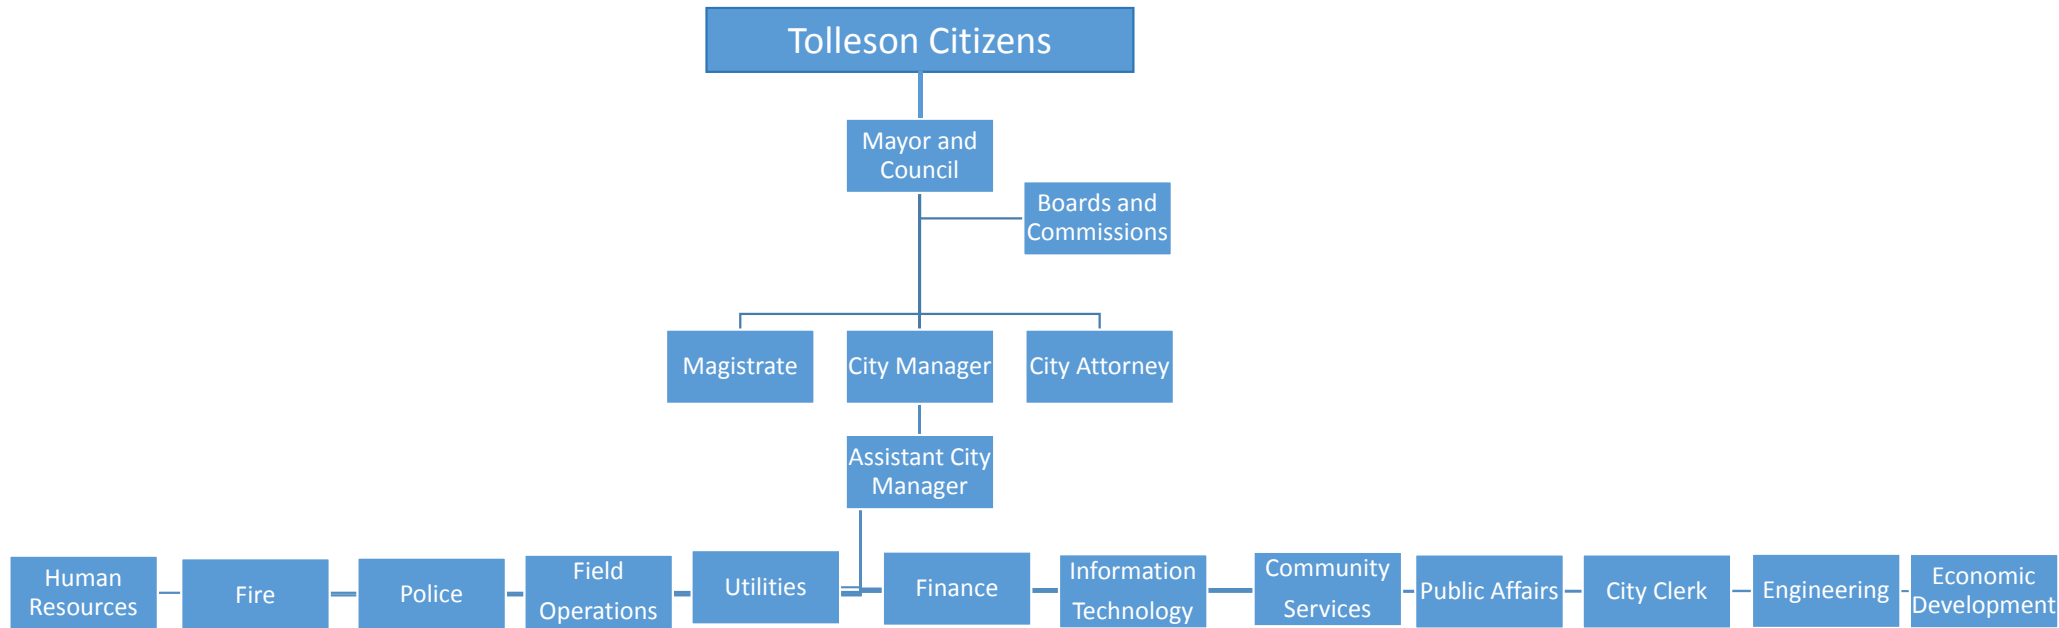 Tolleson Citizens
Mayor and
Council
Boards and
Commissions
Magistrate
City Manager
City Attorney
Assistant City
Manager
Human
Resources
Fire
Police
Field
Operations
Utilities
Finance
Information
Technology
Community
Services
Public Affairs
City Clerk
Engineering
Economic
Development